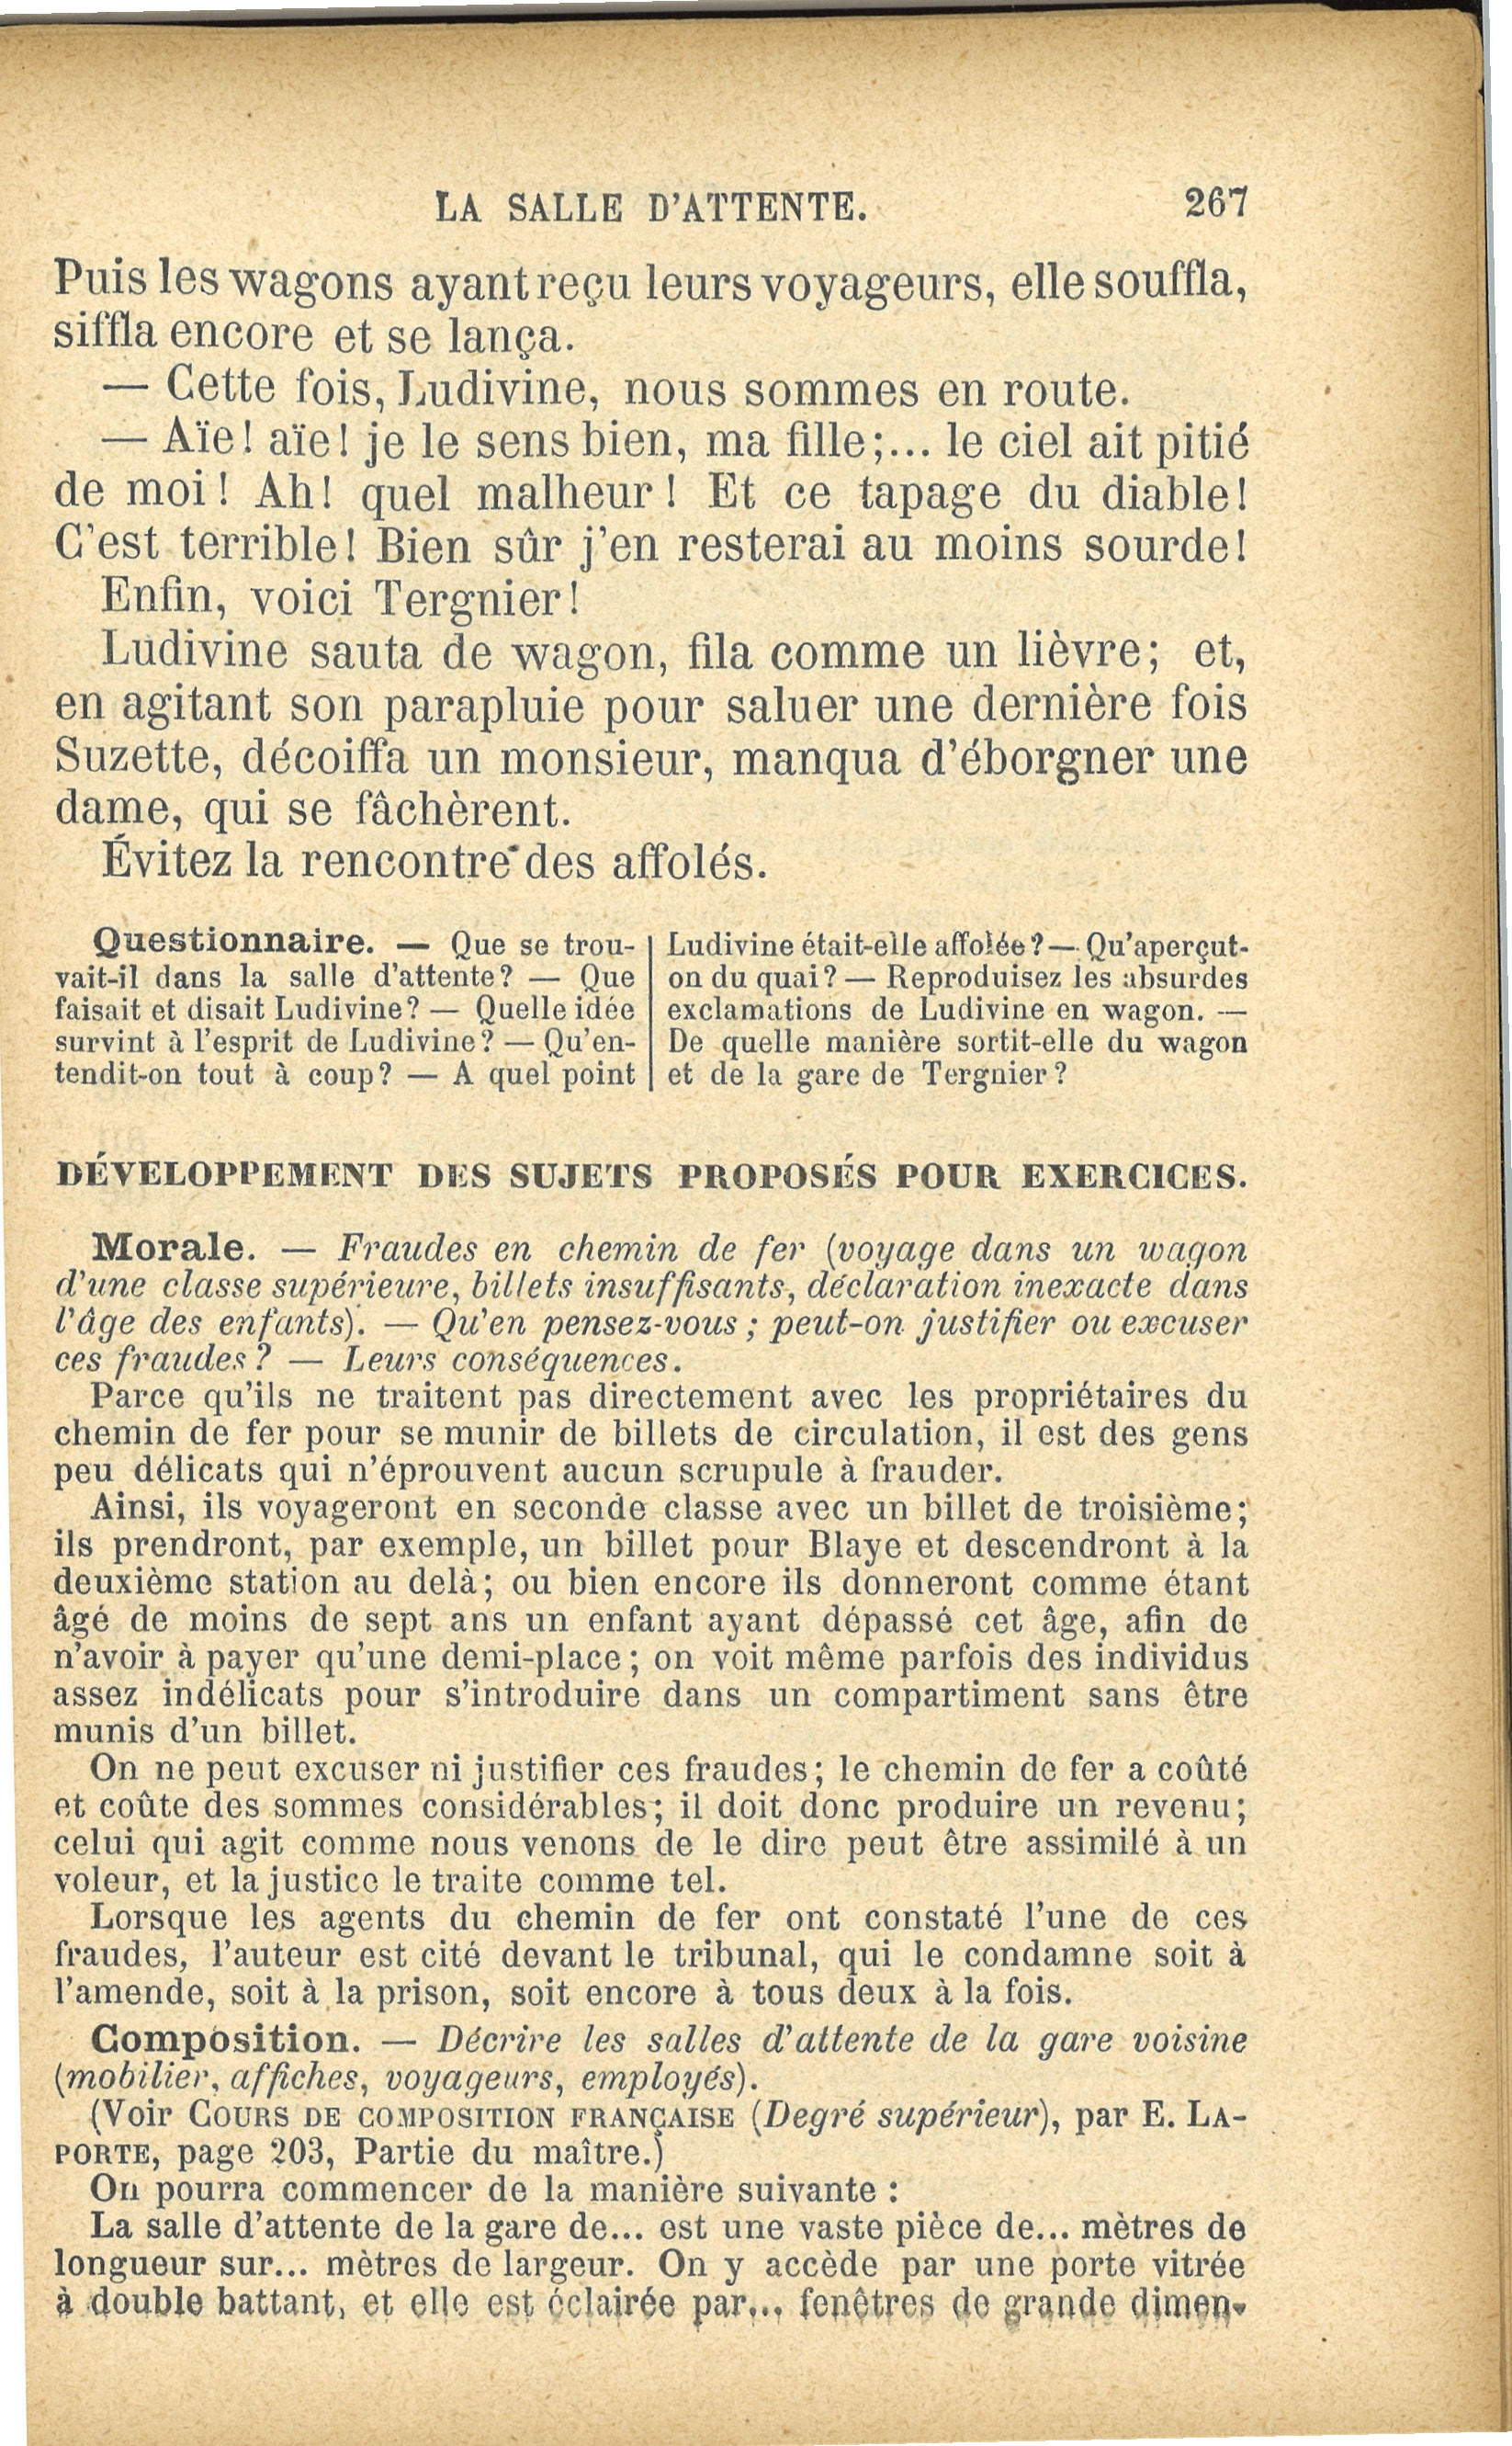 LA SALLE D'ATTENTE. 267
Puis les wagons ayant reçu leurs voyageurs, elle souffla,
siffla encore et se lança.
— Cette fois, Ludivine, nous sommes en route.
— Aïe! aïe! je le sens bien, ma fille;... le ciel ait pitié
de moi! Ah! quel malheur! Et ce tapage du diable!
C'est terrible! Bien sûr j'en resterai au moins sourde!
Enfin, voici Tergnier!
Ludivine sauta de wagon, fila comme un lièvre; et,
en agitant son parapluie pour saluer une dernière fois
Suzette, décoiffa un monsieur, manqua d'éborgner une
dame, qui se fâchèrent.
Évitez la rencontre des affolés.
Questionnaire. — Que se trou-
vait-il dans la salle d'attente? — Que
faisait et disait Ludivine? — Quelle idée
survint à l'esprit de Ludivine? — Qu'en-
tendit-on tout à coup? — A quel point
Ludivine était-elle affolée? — Qu'aperçut-
on du quai? — Reproduisez les absurdes
exclamations de Ludivine en wagon. —
De quelle manière sortit-elle du wagon
et de la gare de Tergnier?
DÉVELOPPEMENT DES SUJETS PROPOSÉS POUR EXERCICES.
Morale. — Fraudes en chemin de fer (voyage dans un wagon
d'une classe supérieure, billets insuffisants, déclaration inexacte dans
l'âge des enfants). — Qu'en pensez-vous; peut-on justifier ou excuser
ces fraudes? — Leurs conséquences.
Parce qu'ils ne traitent pas directement avec les propriétaires du
chemin de fer pour se munir de billets de circulation, il est des gens
peu délicats qui n'éprouvent aucun scrupule à frauder.
Ainsi, ils voyageront en seconde classe avec un billet de troisième;
ils prendront, par exemple, un billet pour Blaye et descendront à la
deuxième station au delà; ou bien encore ils donneront comme étant
âgé de moins de sept ans un enfant ayant dépassé cet âge, afin de
n'avoir à payer qu'une demi-place; on voit même parfois des individus
assez indélicats pour s'introduire dans un compartiment sans être
munis d'un billet.
On ne peut excuser ni justifier ces fraudes; le chemin de fer a coûté
et coûte des sommes considérables; il doit donc produire un revenu;
celui qui agit comme nous venons de le dire peut être assimilé à un
voleur, et la justice le traite comme tel.
Lorsque les agents du chemin de fer ont constaté l'une de ces
fraudes, l'auteur est cité devant le tribunal, qui le condamne soit à
l'amende, soit à la prison, soit encore à tous deux à la fois.
Composition. — Décrire les salles d'attente de la gare voisine
(mobilier, affiches, voyageurs, employés).
(Voir COURS DE COMPOSITION FRANÇAISE (Degré supérieur), par E. LA-
PORTE, page 203, Partie du maître.)
On pourra commencer de la manière suivante :
La salle d'attente de la gare de... est une vaste pièce de... mètres de
longueur sur... mètres de largeur. On y accède par une porte vitrée
à double battant, et elle est éclairée par... fenêtres de grande dimen-